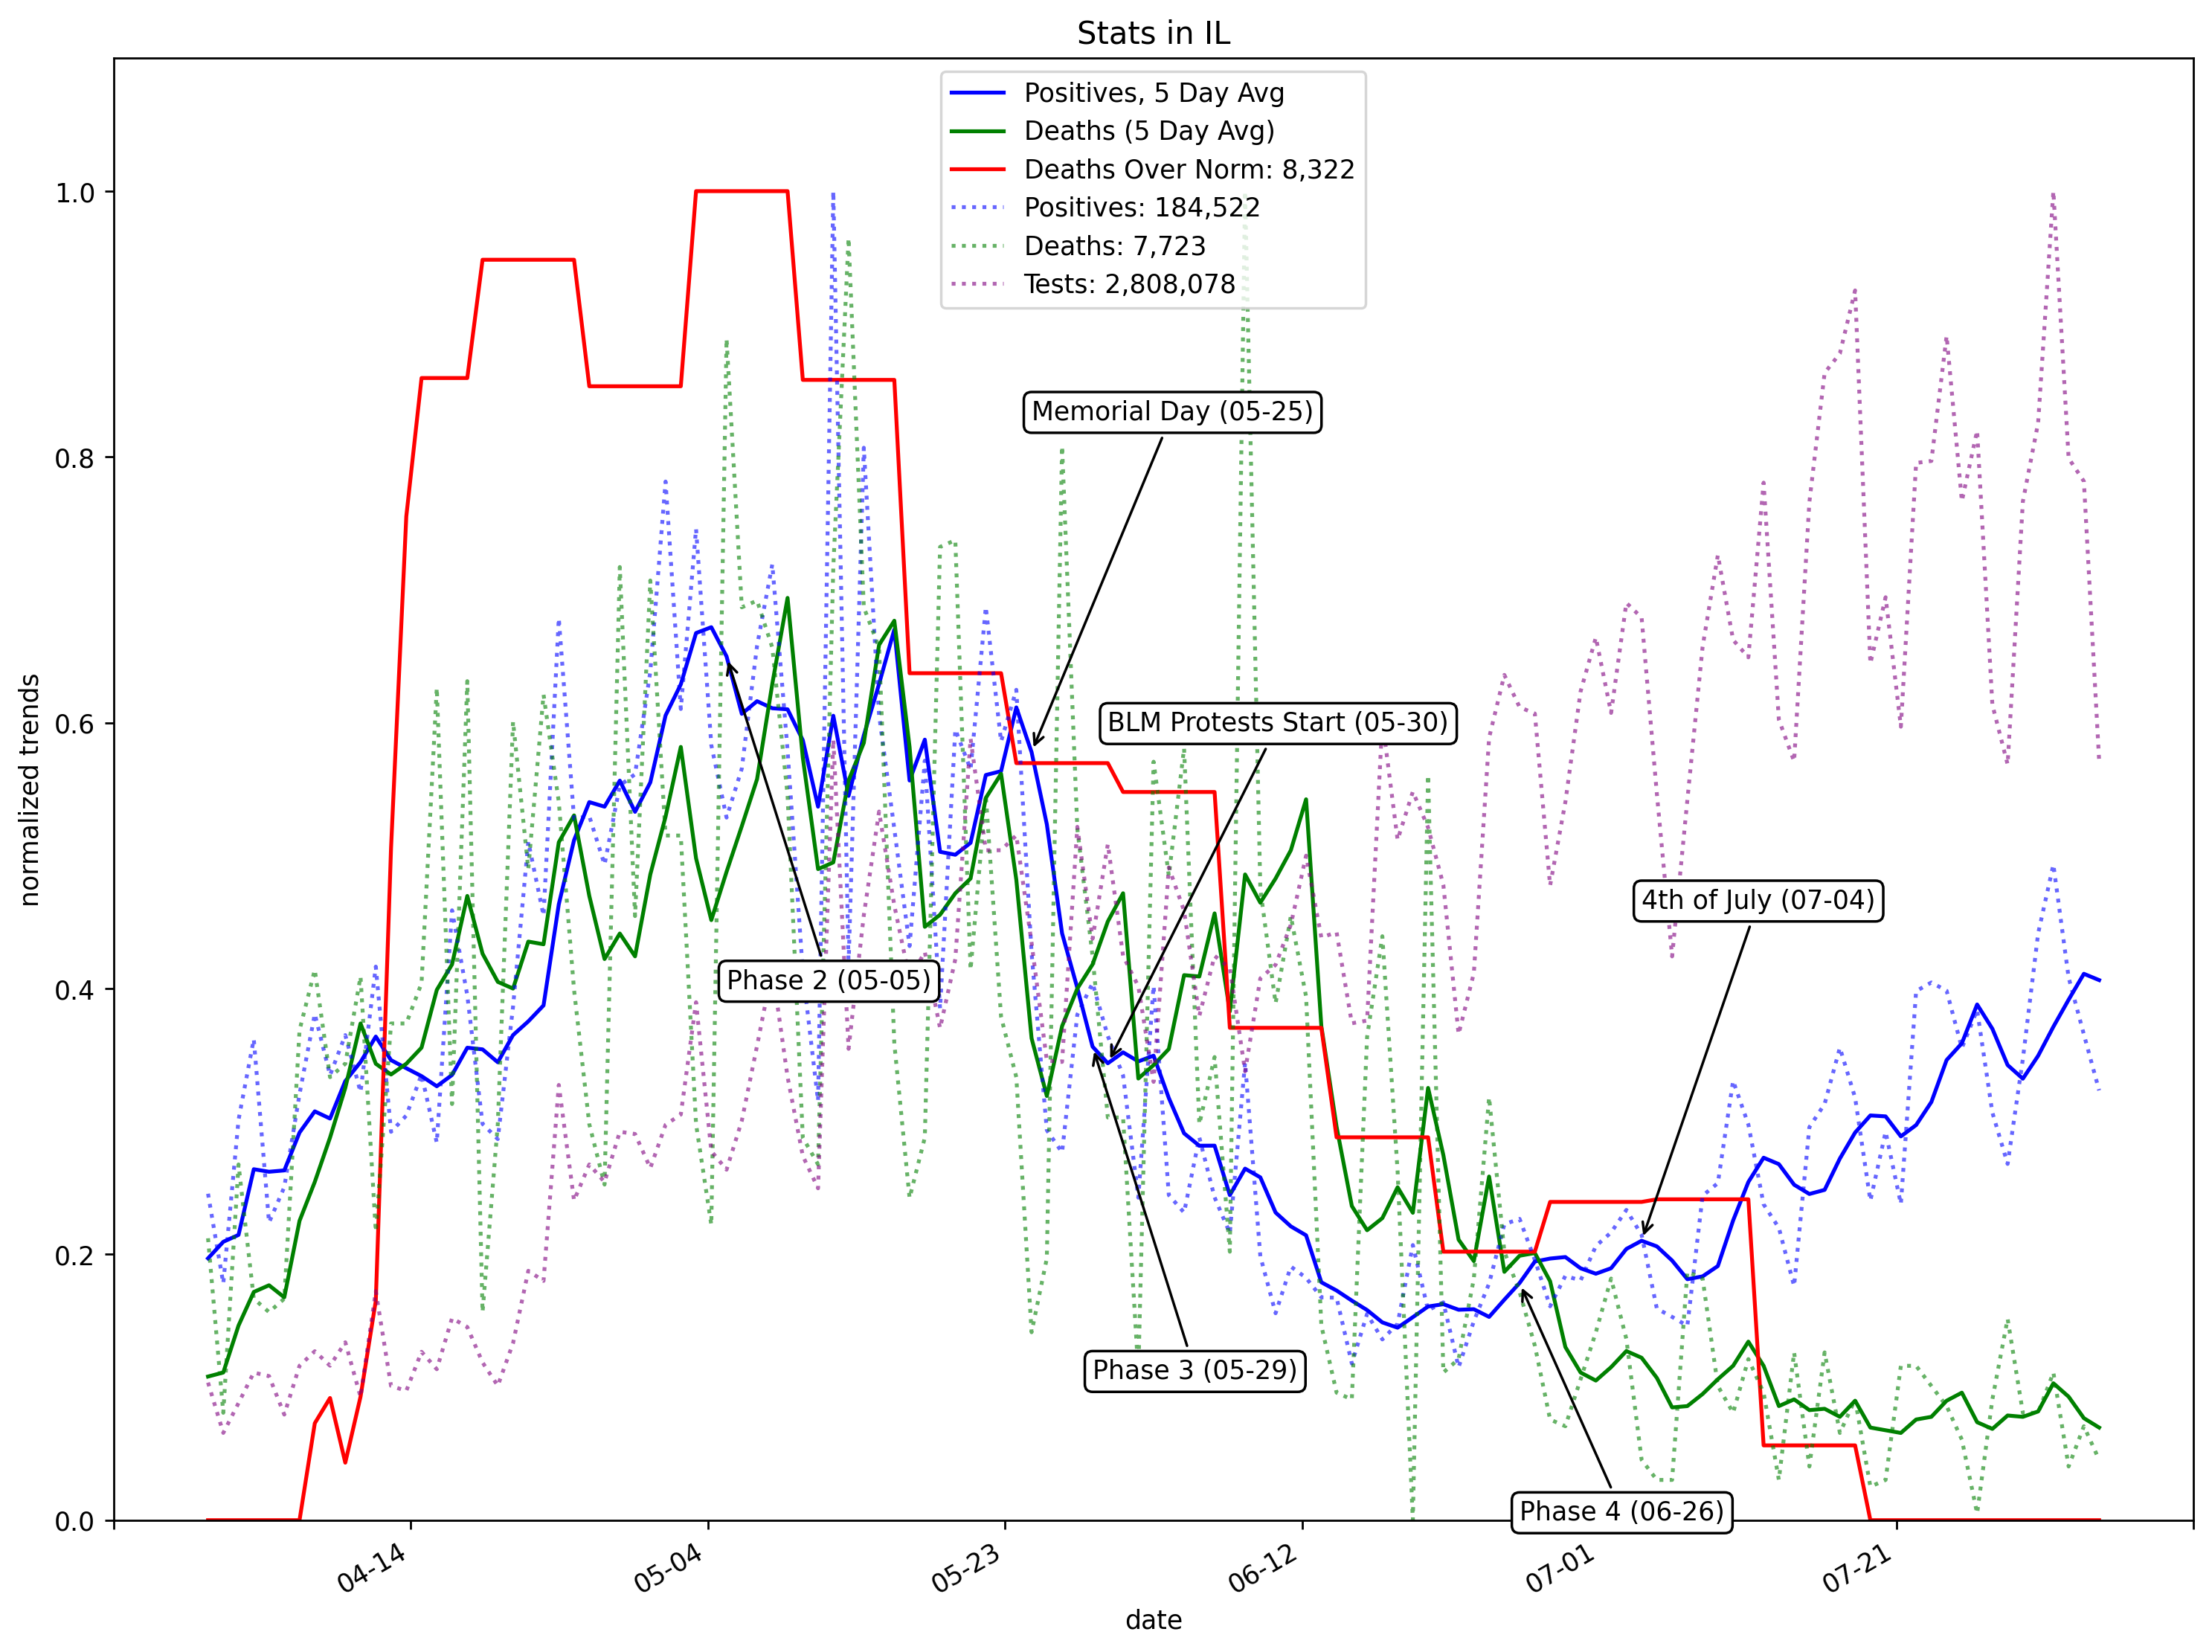 Stats in IL
Positives, 5 Day Avg
Deaths (5 Day Avg)
Deaths Over Norm: 8,322
Positives: 184,522
Deaths: 7,723
Tests: 2,808,078
1.0
0.8
0.6
0.4
0.2
0.0
normalized trends
Memorial Day (05-25)
BLM Protests Start (05-30)
4th of July (07-04)
Phase 2 (05-05)
Phase 3 (05-29)
Phase 4 (06-26)
04-14
05-04
05-23
06-12
07-01
07-21
date